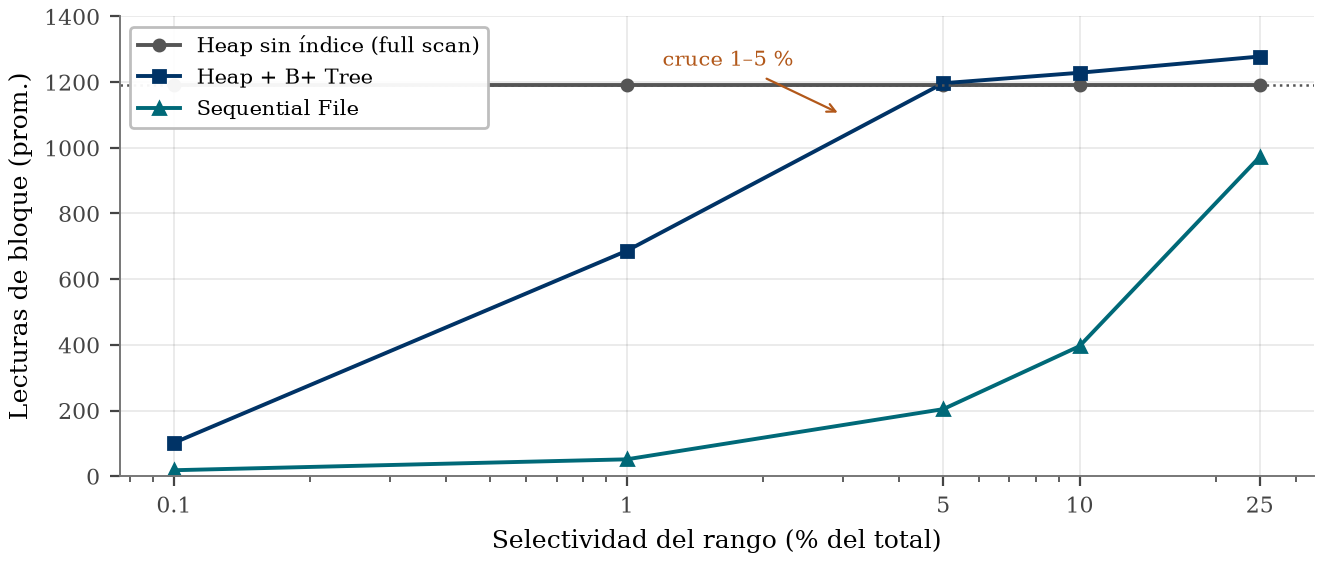 1400
1200
1000
800
600
400
200
0
Lecturas de bloque (prom.)
Heap sin índice (full scan)
Heap + B+ Tree
Sequential File
cruce 1–5 %
0.1 1 5 10 25
Selectividad del rango (% del total)